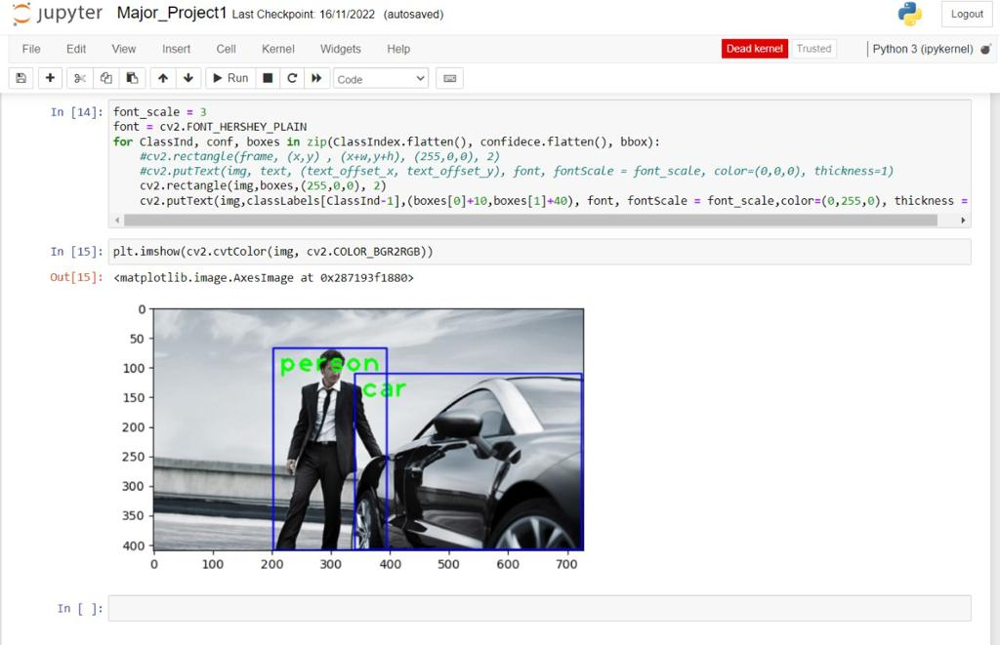 jupyter Major_Project1 Last Checkpoint: 16/11/2022 (autosaved)
Logout
File Edit View Insert Cell Kernel Widgets Help
Dead kernel Trusted Python 3 (ipykernel)
Run Code
In [14]: font_scale = 3
font = cv2.FONT_HERSHEY_PLAIN
for ClassInd, conf, boxes in zip(ClassIndex.flatten(), confidece.flatten(), bbox):
    #cv2.rectangle(frame, (x,y) , (x+w,y+h), (255,0,0), 2)
    #cv2.putText(img, text, (text_offset_x, text_offset_y), font, fontScale = font_scale, color=(0,0,0), thickness=1)
    cv2.rectangle(img,boxes,(255,0,0), 2)
    cv2.putText(img,classLabels[ClassInd-1],(boxes[0]+10,boxes[1]+40), font, fontScale = font_scale,color=(0,255,0), thickness =
In [15]: plt.imshow(cv2.cvtColor(img, cv2.COLOR_BGR2RGB))
Out[15]: <matplotlib.image.AxesImage at 0x287193f1880>
0
50
100
150
200
250
300
350
400
person
car
0 100 200 300 400 500 600 700
In [ ]: